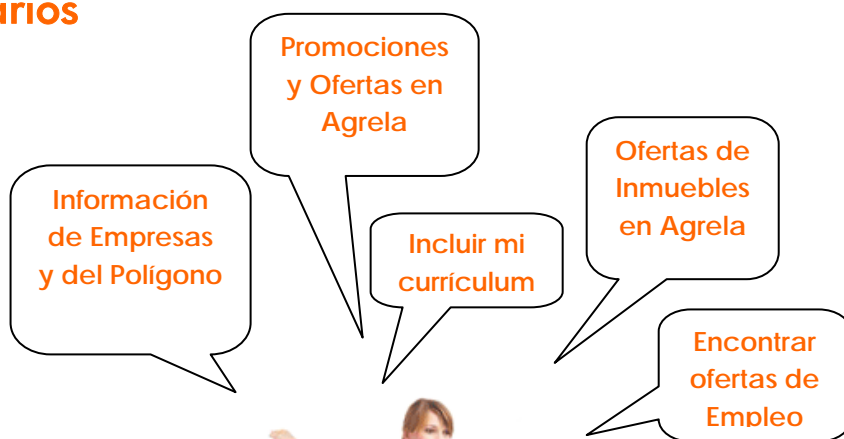 Promociones
y Ofertas en
Agrela
Ofertas de
Inmuebles
en Agrela
Información
de Empresas
y del Polígono
Incluir mi
currículum
Encontrar
ofertas de
Empleo